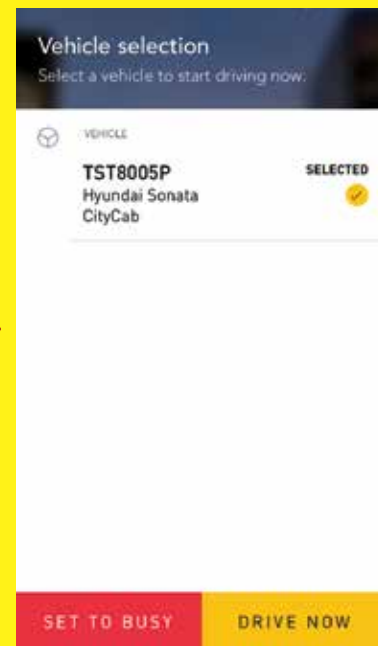 Vehicle selection
Select a vehicle to start driving now.
VEHICLE
TST8005P
SELECTED
Hyundai Sonata
CityCab
SET TO BUSY
DRIVE NOW